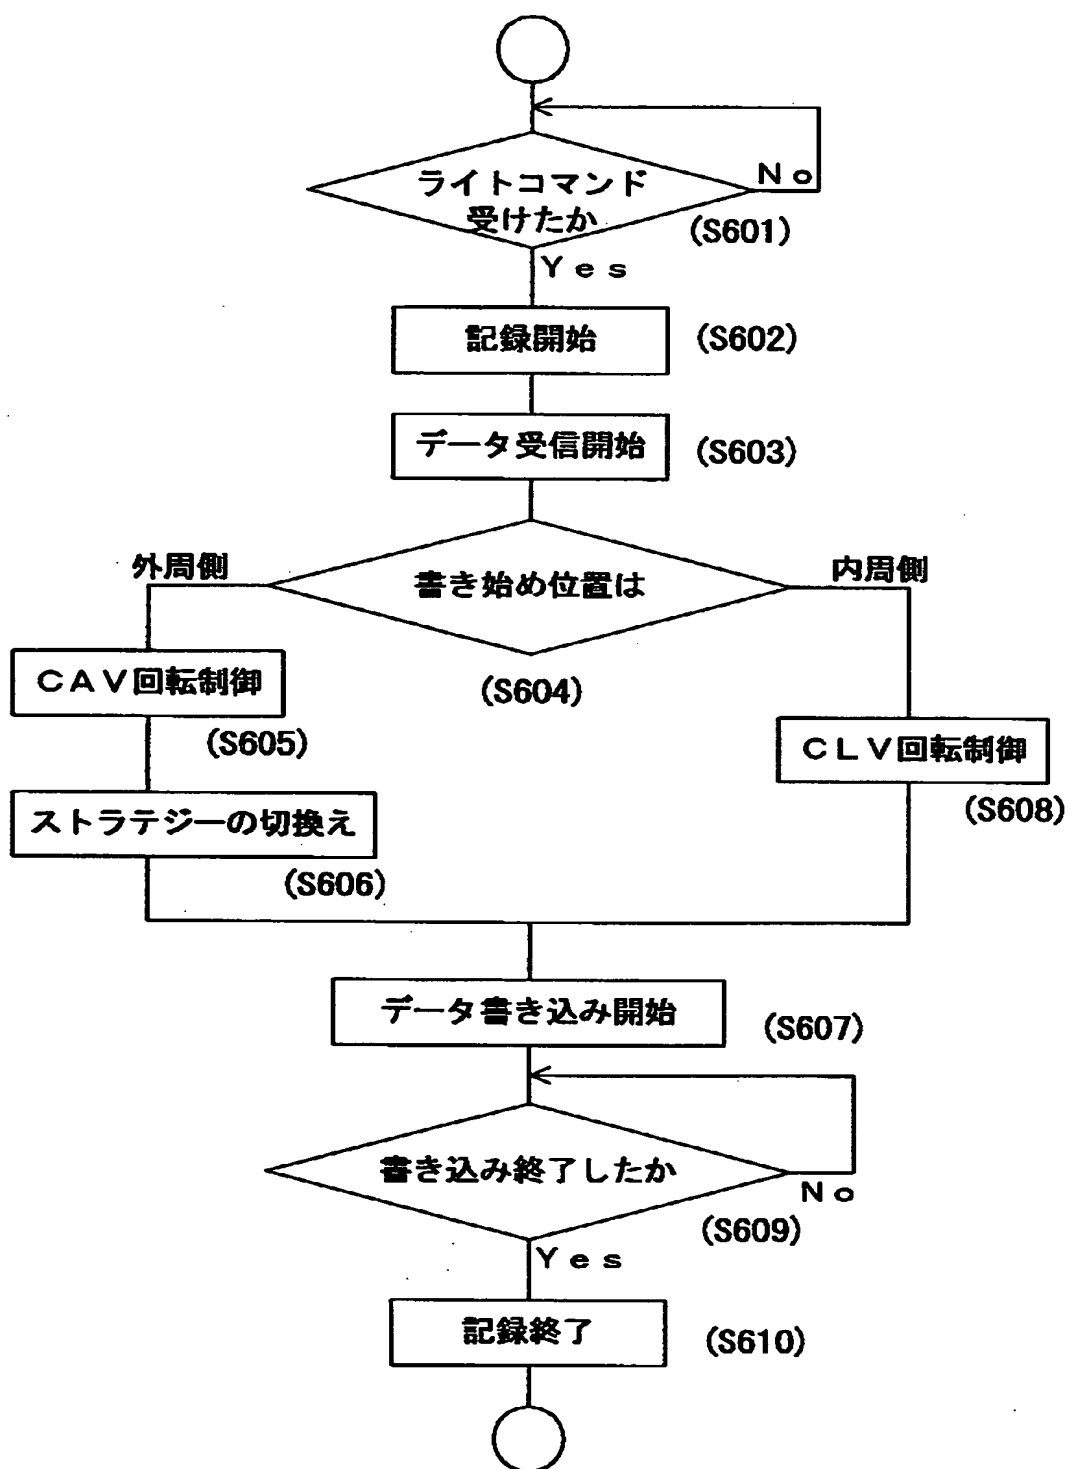 ライトコマンド
受けたか
No
(S601)
Yes
記録開始
(S602)
データ受信開始
(S603)
外周側
書き始め位置は
内周側
(S604)
CAV回転制御
(S605)
CLV回転制御
(S608)
ストラテジーの切換え
(S606)
データ書き込み開始
(S607)
書き込み終了したか
No
(S609)
Yes
記録終了
(S610)